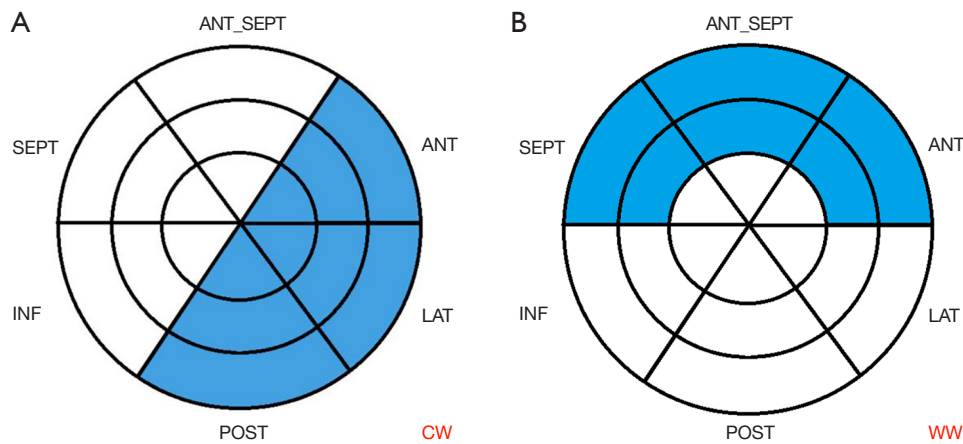 A
ANT_SEPT
SEPT
ANT
INF
LAT
POST
CW
B
ANT_SEPT
SEPT
ANT
INF
LAT
POST
WW